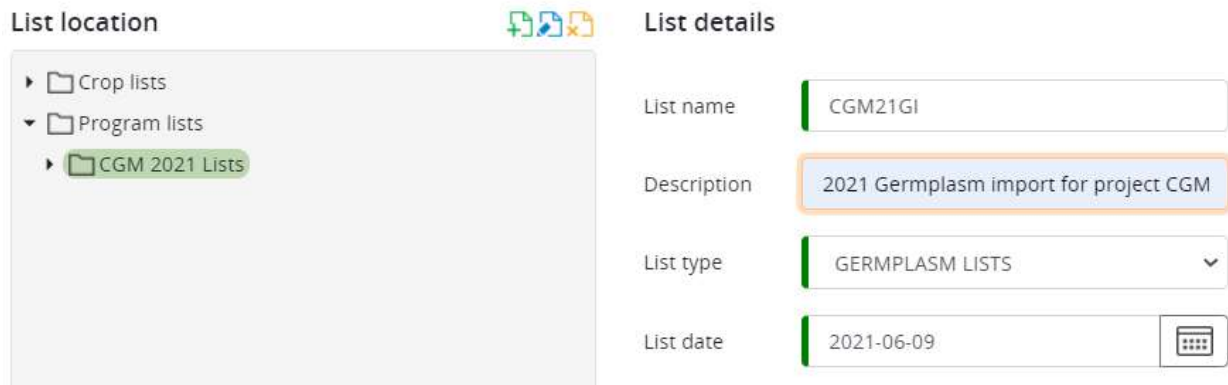 List location
Crop lists
Program lists
CGM 2021 Lists
List details
List name
CGM21GI
Description
2021 Germplasm import for project CGM
List type
GERMPLASM LISTS
List date
2021-06-09